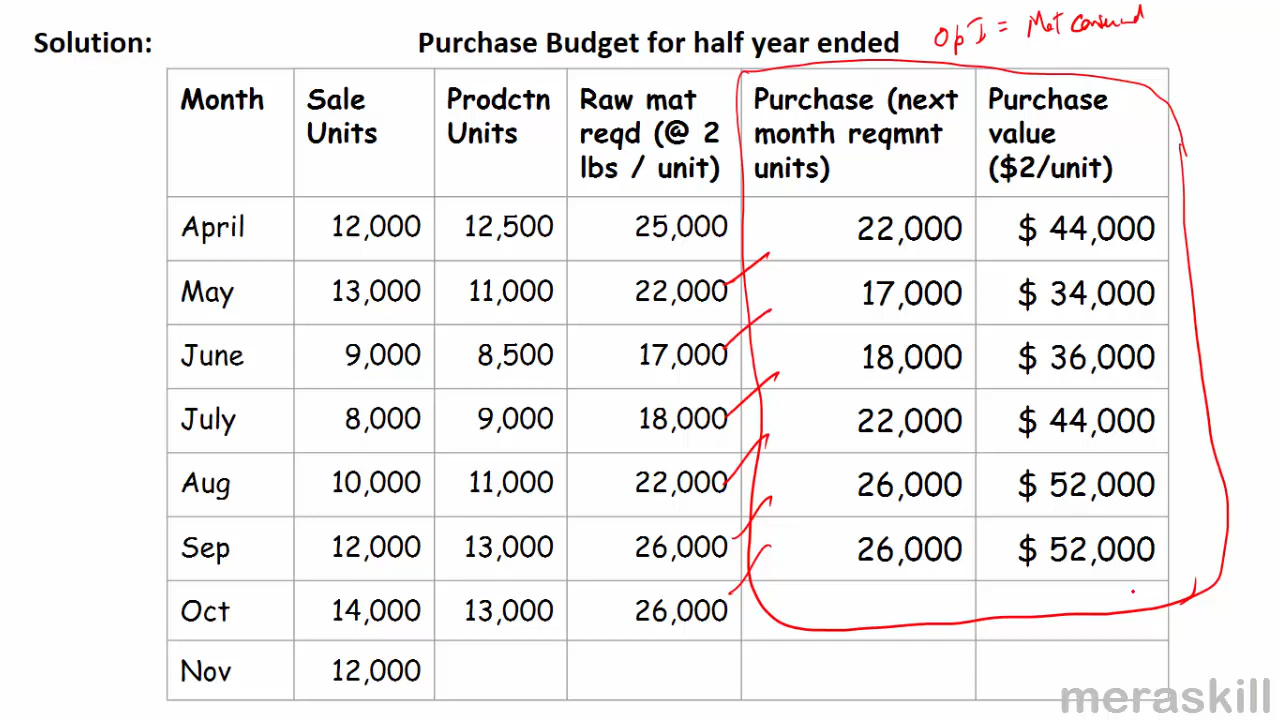 Solution: Purchase Budget for half year ended OpI = Mat Consumed
Month Sale Units Prodctn Units Raw mat reqd (@ 2 lbs / unit) Purchase (next month reqmnt units) Purchase value ($2/unit)
April 12,000 12,500 25,000 22,000 $ 44,000
May 13,000 11,000 22,000 17,000 $ 34,000
June 9,000 8,500 17,000 18,000 $ 36,000
July 8,000 9,000 18,000 22,000 $ 44,000
Aug 10,000 11,000 22,000 26,000 $ 52,000
Sep 12,000 13,000 26,000 26,000 $ 52,000
Oct 14,000 13,000 26,000
Nov 12,000
meraskill